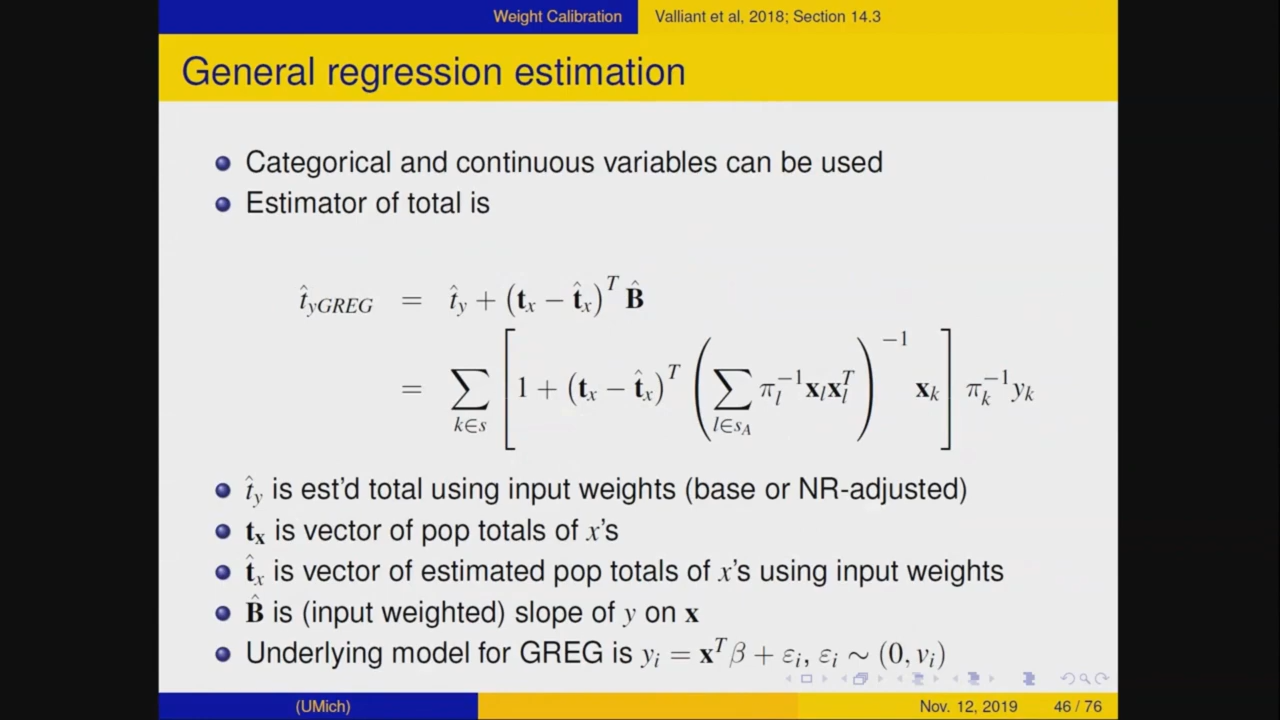 Weight Calibration Valliant et al, 2018; Section 14.3
General regression estimation
Categorical and continuous variables can be used
Estimator of total is
t̂_{yGREG} = t̂_y + (𝐭_x − 𝐭̂_x)^T 𝐁̂
= ∑_{k∈s} [1 + (𝐭_x − 𝐭̂_x)^T (∑_{l∈s_A} π_l^{−1} 𝐱_l 𝐱_l^T)^{−1} 𝐱_k] π_k^{−1} y_k
t̂_y is est'd total using input weights (base or NR-adjusted)
𝐭_𝐱 is vector of pop totals of x's
𝐭̂_x is vector of estimated pop totals of x's using input weights
𝐁̂ is (input weighted) slope of y on 𝐱
Underlying model for GREG is y_i = 𝐱^T β + ε_i, ε_i ∼ (0, v_i)
(UMich) Nov. 12, 2019 46 / 76